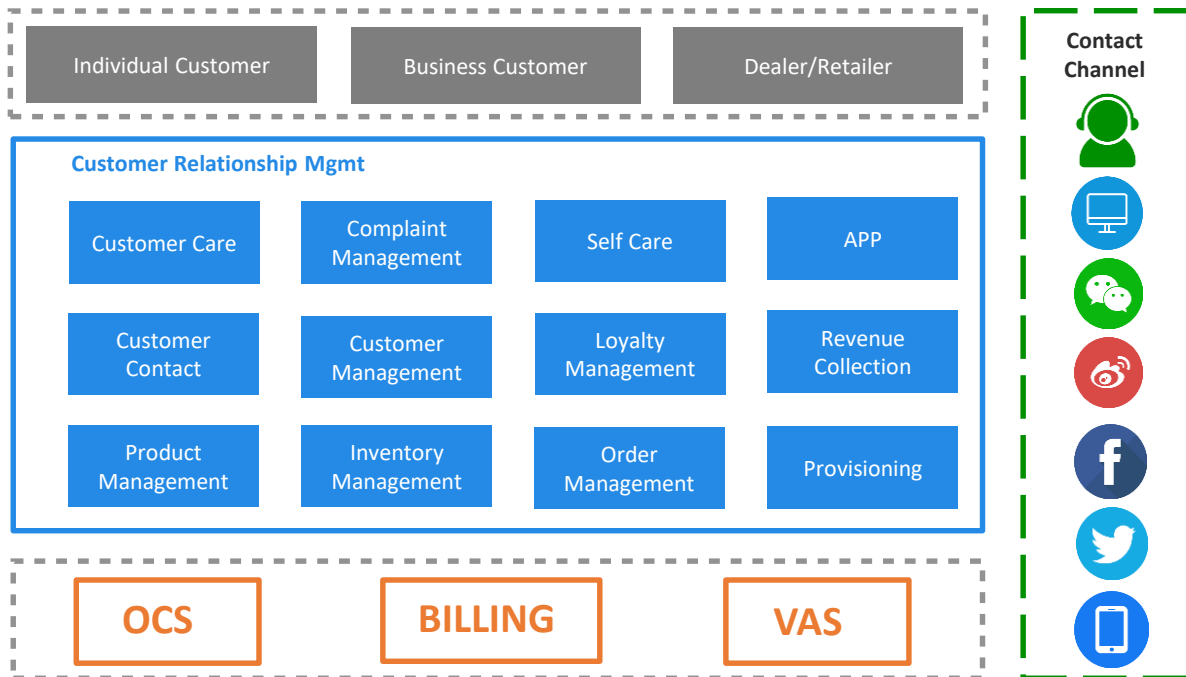 Individual Customer
Business Customer
Dealer/Retailer
Contact
Channel
Customer Relationship Mgmt
Customer Care
Complaint
Management
Self Care
APP
Customer
Contact
Customer
Management
Loyalty
Management
Revenue
Collection
Product
Management
Inventory
Management
Order
Management
Provisioning
OCS
BILLING
VAS